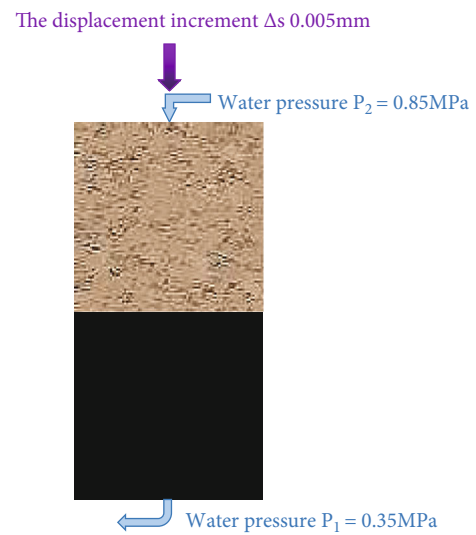 The displacement increment Δs 0.005mm
Water pressure P₂ = 0.85MPa
Water pressure P₁ = 0.35MPa